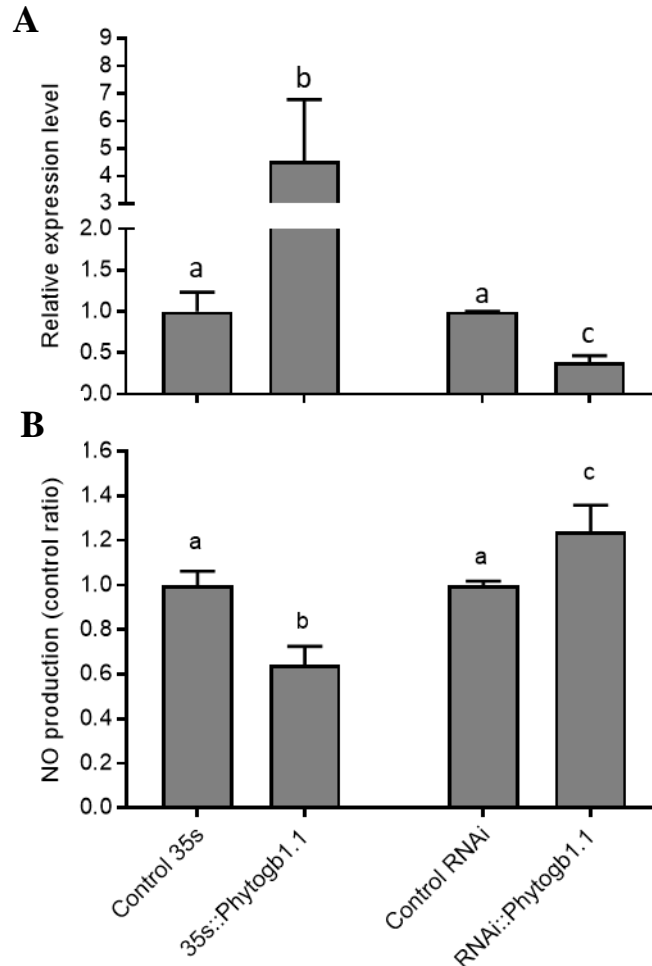 A
Relative expression level
9
8
7
6
5
4
3
2.0
1.5
1.0
0.5
0.0
a
b
a
c
B
NO production (control ratio)
1.6
1.4
1.2
1.0
0.8
0.6
0.4
0.2
0.0
a
b
a
c
Control 35s
35s::Phytogb1.1
Control RNAi
RNAi::Phytogb1.1